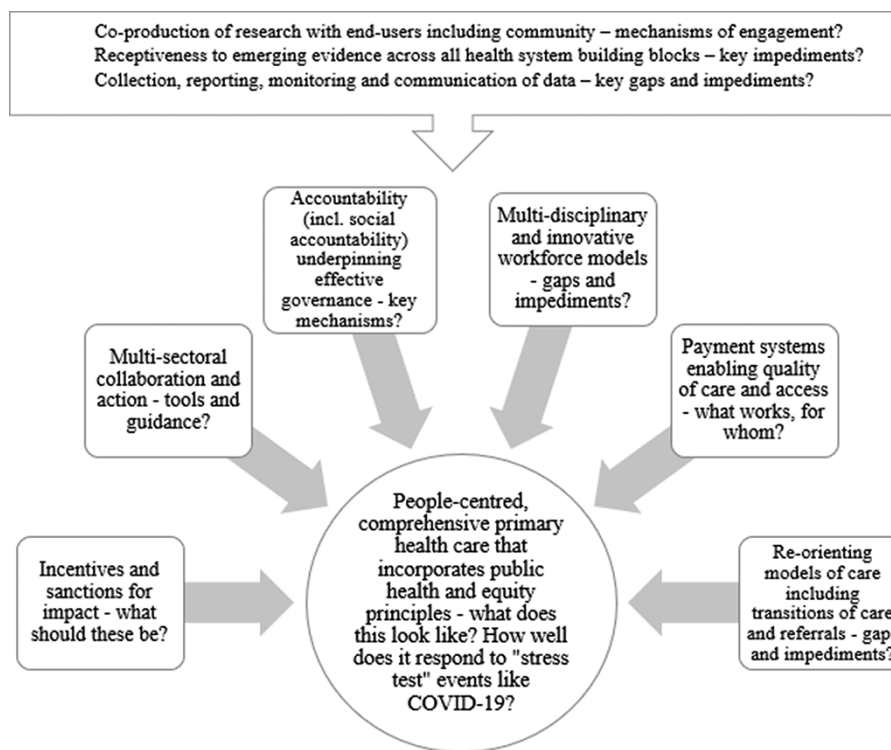 Co-production of research with end-users including community – mechanisms of engagement?
Receptiveness to emerging evidence across all health system building blocks – key impediments?
Collection, reporting, monitoring and communication of data – key gaps and impediments?
Accountability
(incl. social
accountability)
underpinning
effective
governance - key
mechanisms?
Multi-disciplinary
and innovative
workforce models
- gaps and
impediments?
Multi-sectoral
collaboration and
action - tools and
guidance?
Payment systems
enabling quality
of care and access
- what works, for
whom?
Incentives and
sanctions for
impact - what
should these be?
People-centred,
comprehensive primary
health care that
incorporates public
health and equity
principles - what does
this look like? How well
does it respond to "stress
test" events like
COVID-19?
Re-orienting
models of care
including
transitions of care
and referrals - gaps
and impediments?